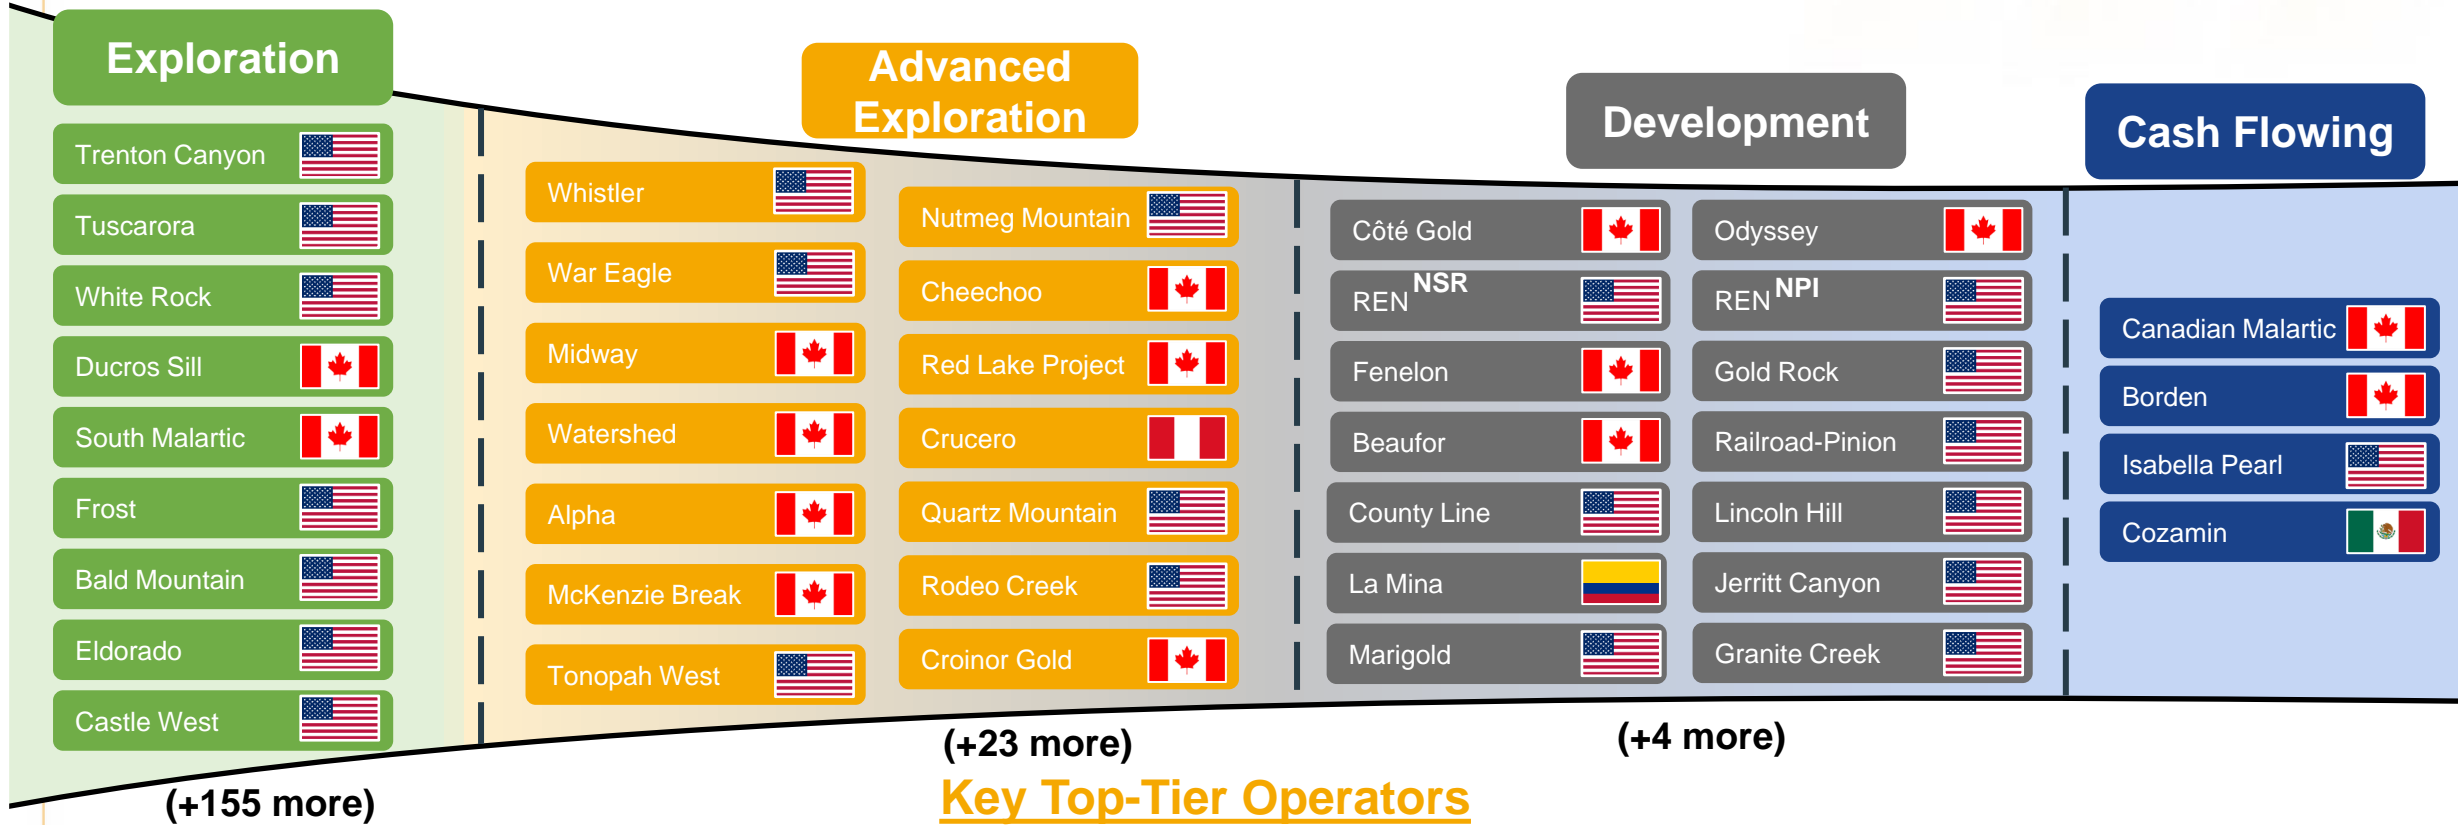 Exploration
Trenton Canyon
Tuscarora
White Rock
Ducros Sill
South Malartic
Frost
Bald Mountain
Eldorado
Castle West
(+155 more)
Advanced
Exploration
Whistler
War Eagle
Midway
Watershed
Alpha
McKenzie Break
Tonopah West
Nutmeg Mountain
Cheechoo
Red Lake Project
Crucero
Quartz Mountain
Rodeo Creek
Croinor Gold
(+23 more)
Development
Côté Gold
REN NSR
Fenelon
Beaufor
County Line
La Mina
Marigold
Odyssey
REN NPI
Gold Rock
Railroad-Pinion
Lincoln Hill
Jerritt Canyon
Granite Creek
(+4 more)
Cash Flowing
Canadian Malartic
Borden
Isabella Pearl
Cozamin
Key Top-Tier Operators